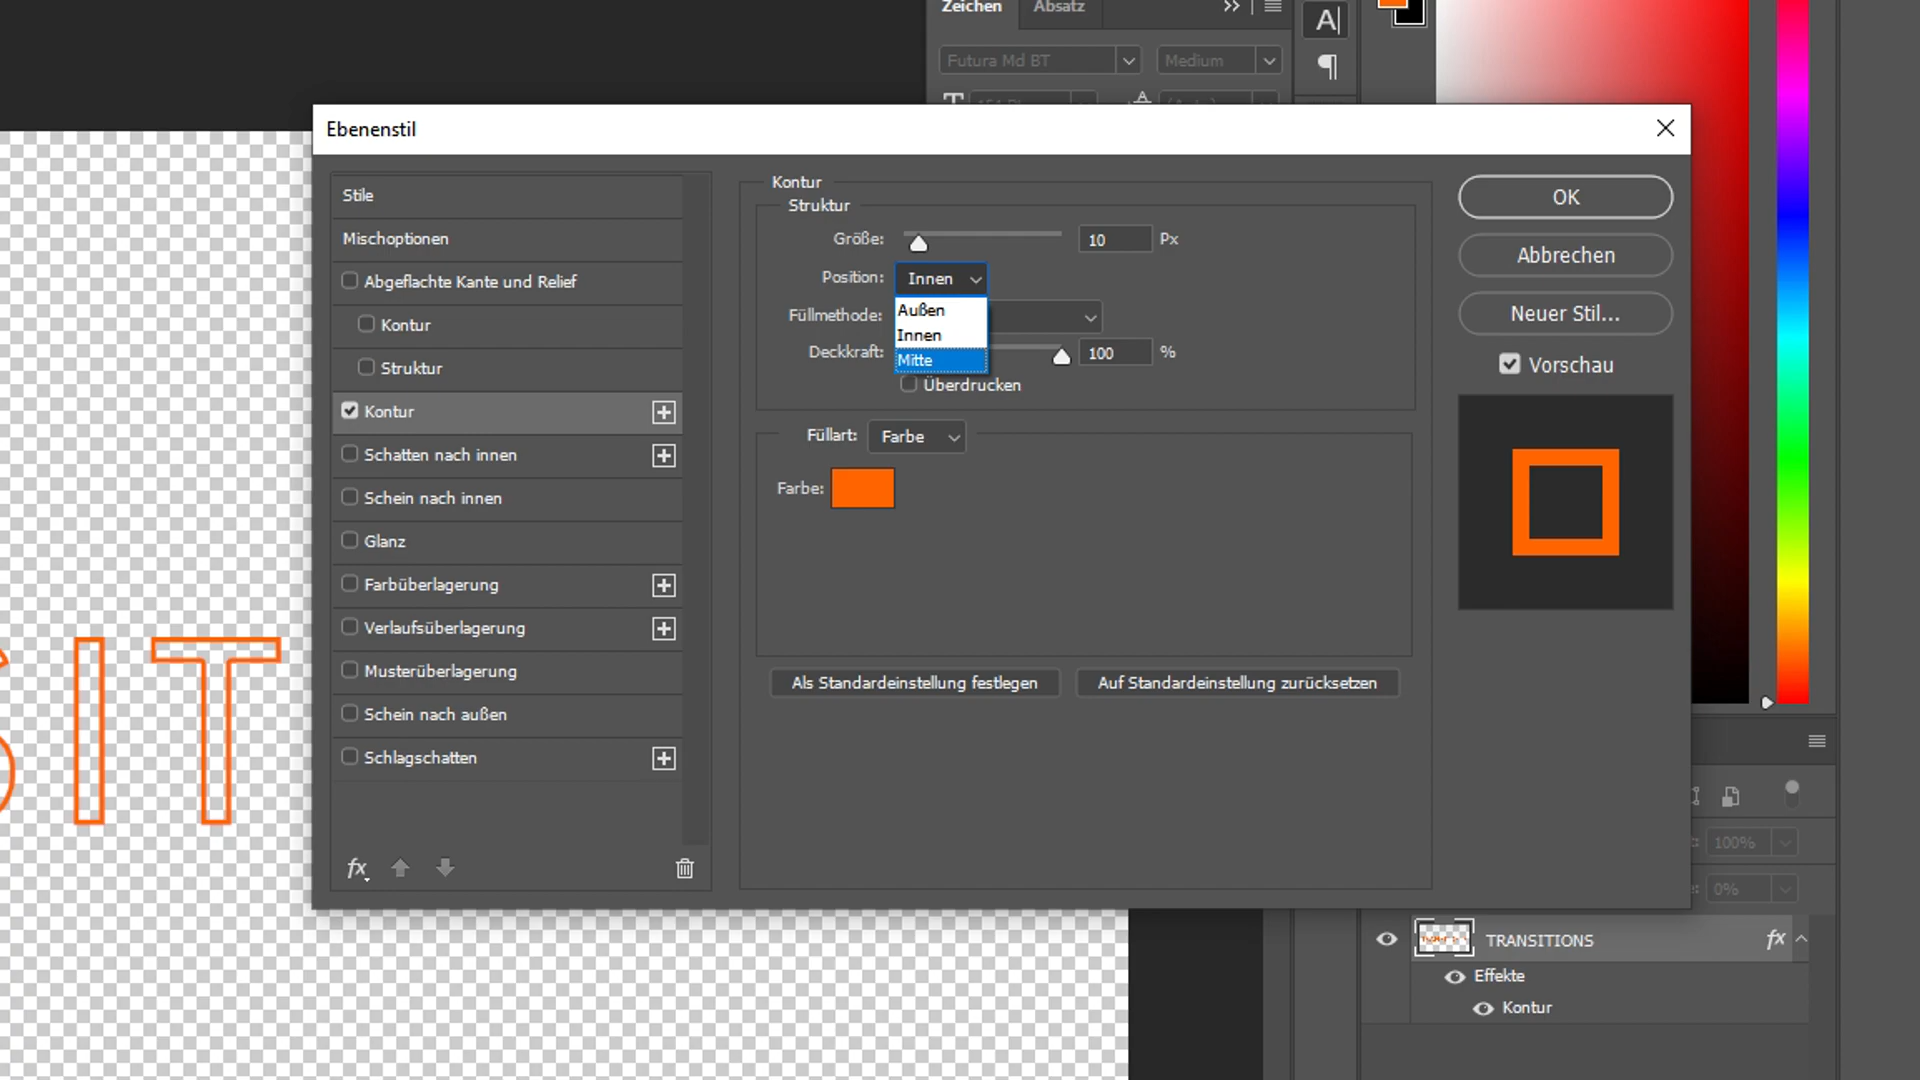 Zeichen
Absatz
Futura Md BT
Medium
Ebenenstil
Stile
Mischoptionen
Abgeflachte Kante und Relief
Kontur
Struktur
Kontur
Schatten nach innen
Schein nach innen
Glanz
Farbüberlagerung
Verlaufsüberlagerung
Musterüberlagerung
Schein nach außen
Schlagschatten
fx
Kontur
Struktur
Größe: 10 Px
Position: Innen
Außen
Innen
Mitte
Füllmethode:
Deckkraft: 100 %
Überdrucken
Füllart: Farbe
Farbe:
Als Standardeinstellung festlegen
Auf Standardeinstellung zurücksetzen
OK
Abbrechen
Neuer Stil...
Vorschau
IT
100%
0%
TRANSITIONS fx
Effekte
Kontur